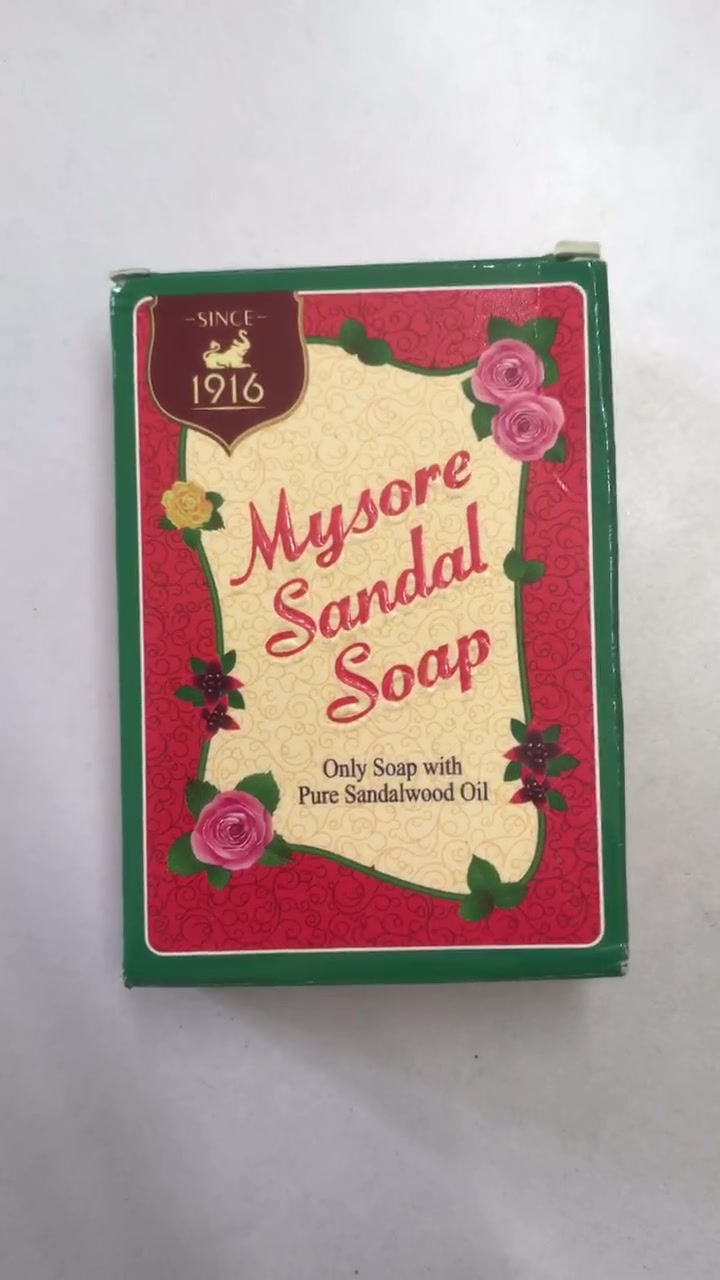 -SINCE-
1916
Mysore
Sandal
Soap
Only Soap with
Pure Sandalwood Oil